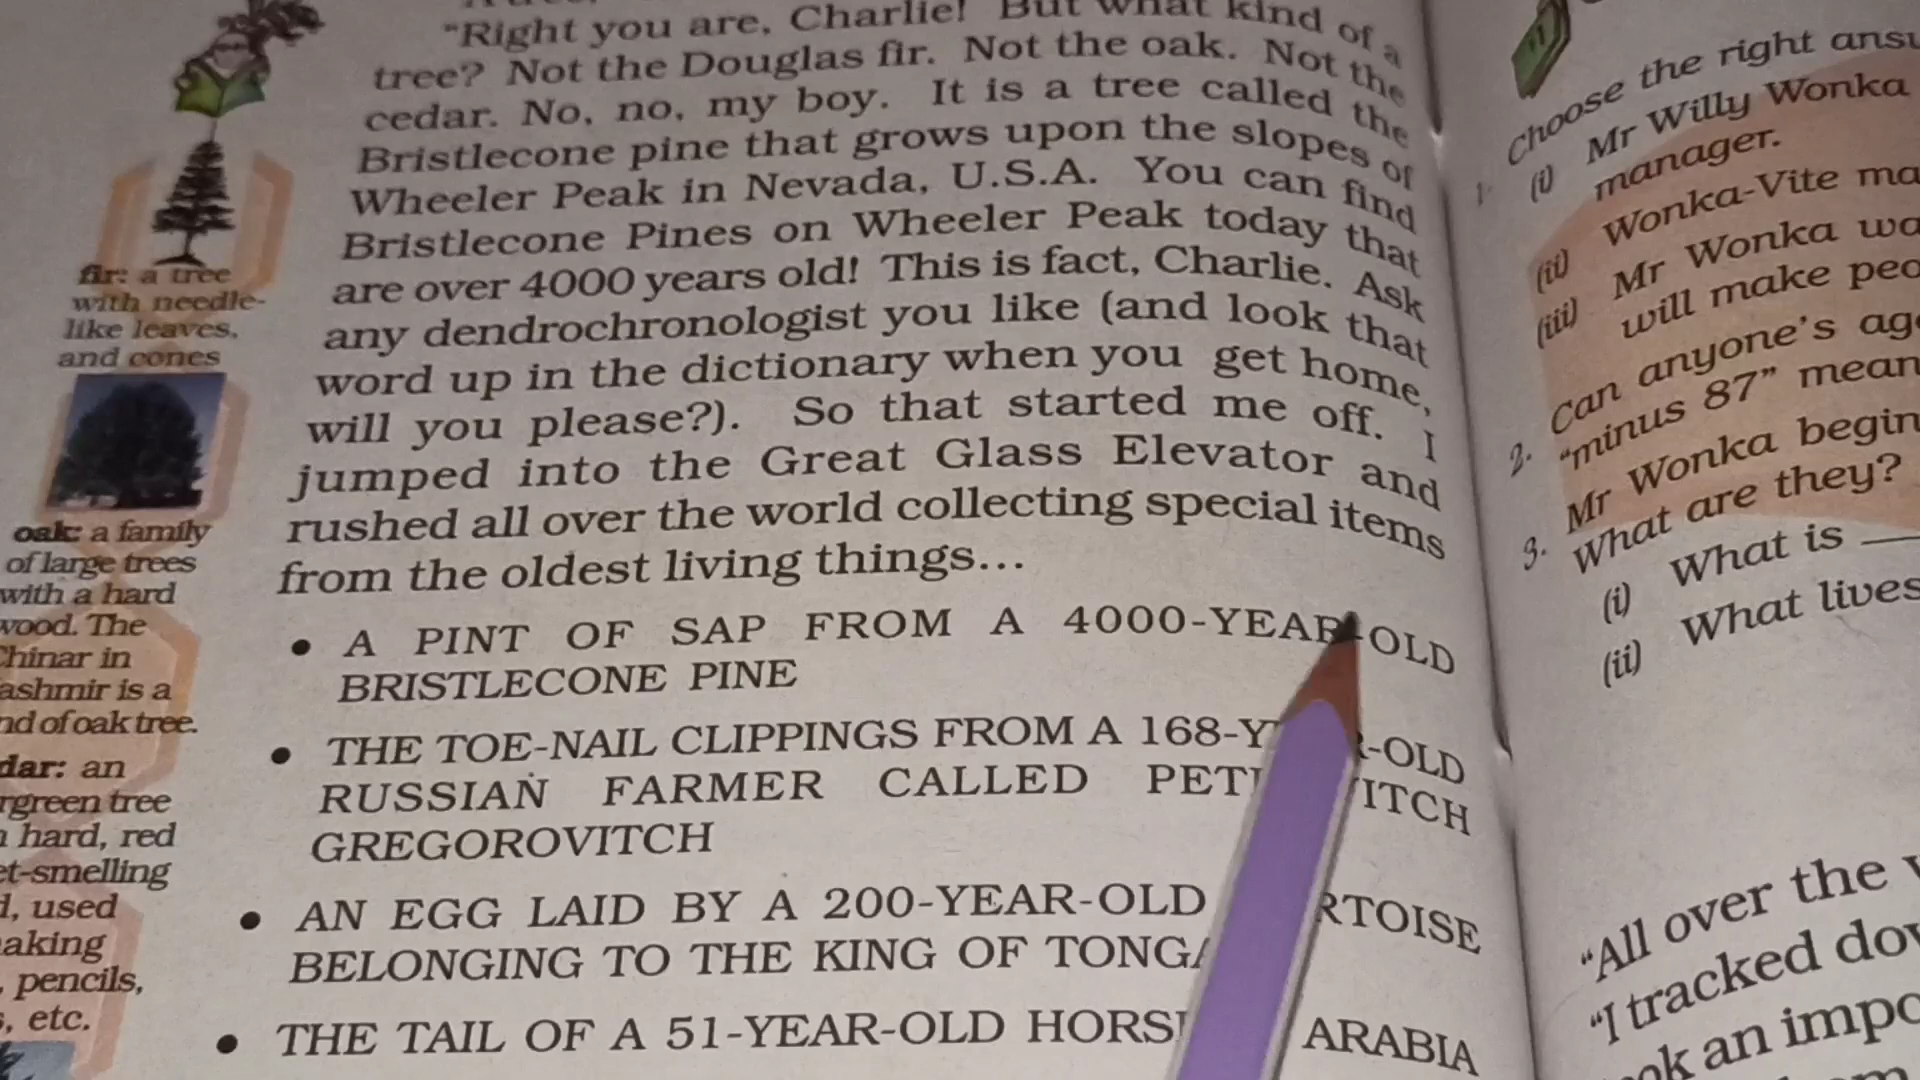 "Right you are, Charlie! But what kind of a
tree? Not the Douglas fir. Not the oak. Not the
cedar. No, no, my boy. It is a tree called the
Bristlecone pine that grows upon the slopes of
Wheeler Peak in Nevada, U.S.A. You can find
Bristlecone Pines on Wheeler Peak today that
are over 4000 years old! This is fact, Charlie. Ask
any dendrochronologist you like (and look that
word up in the dictionary when you get home,
will you please?). So that started me off. I
jumped into the Great Glass Elevator and
rushed all over the world collecting special items
from the oldest living things...
• A PINT OF SAP FROM A 4000-YEAR-OLD
BRISTLECONE PINE
• THE TOE-NAIL CLIPPINGS FROM A 168-Y -OLD
RUSSIAN FARMER CALLED PET ITCH
GREGOROVITCH
• AN EGG LAID BY A 200-YEAR-OLD RTOISE
BELONGING TO THE KING OF TONGA
• THE TAIL OF A 51-YEAR-OLD HORS ARABIA
fir: a tree
with needle-
like leaves,
and cones
oak: a family
of large trees
with a hard
wood. The
Chinar in
ashmir is a
nd of oak tree.
dar: an
rgreen tree
hard, red
et-smelling
d, used
aking
, pencils,
s, etc.
Choose the right answ
1. (i) Mr Willy Wonka
manager.
(ii) Wonka-Vite ma
(iii) Mr Wonka wa
will make peo
2. Can anyone's ag
"minus 87" mean
3. Mr Wonka begin
What are they?
(i) What is
(ii) What lives
"All over the w
"I tracked dow
ok an impo